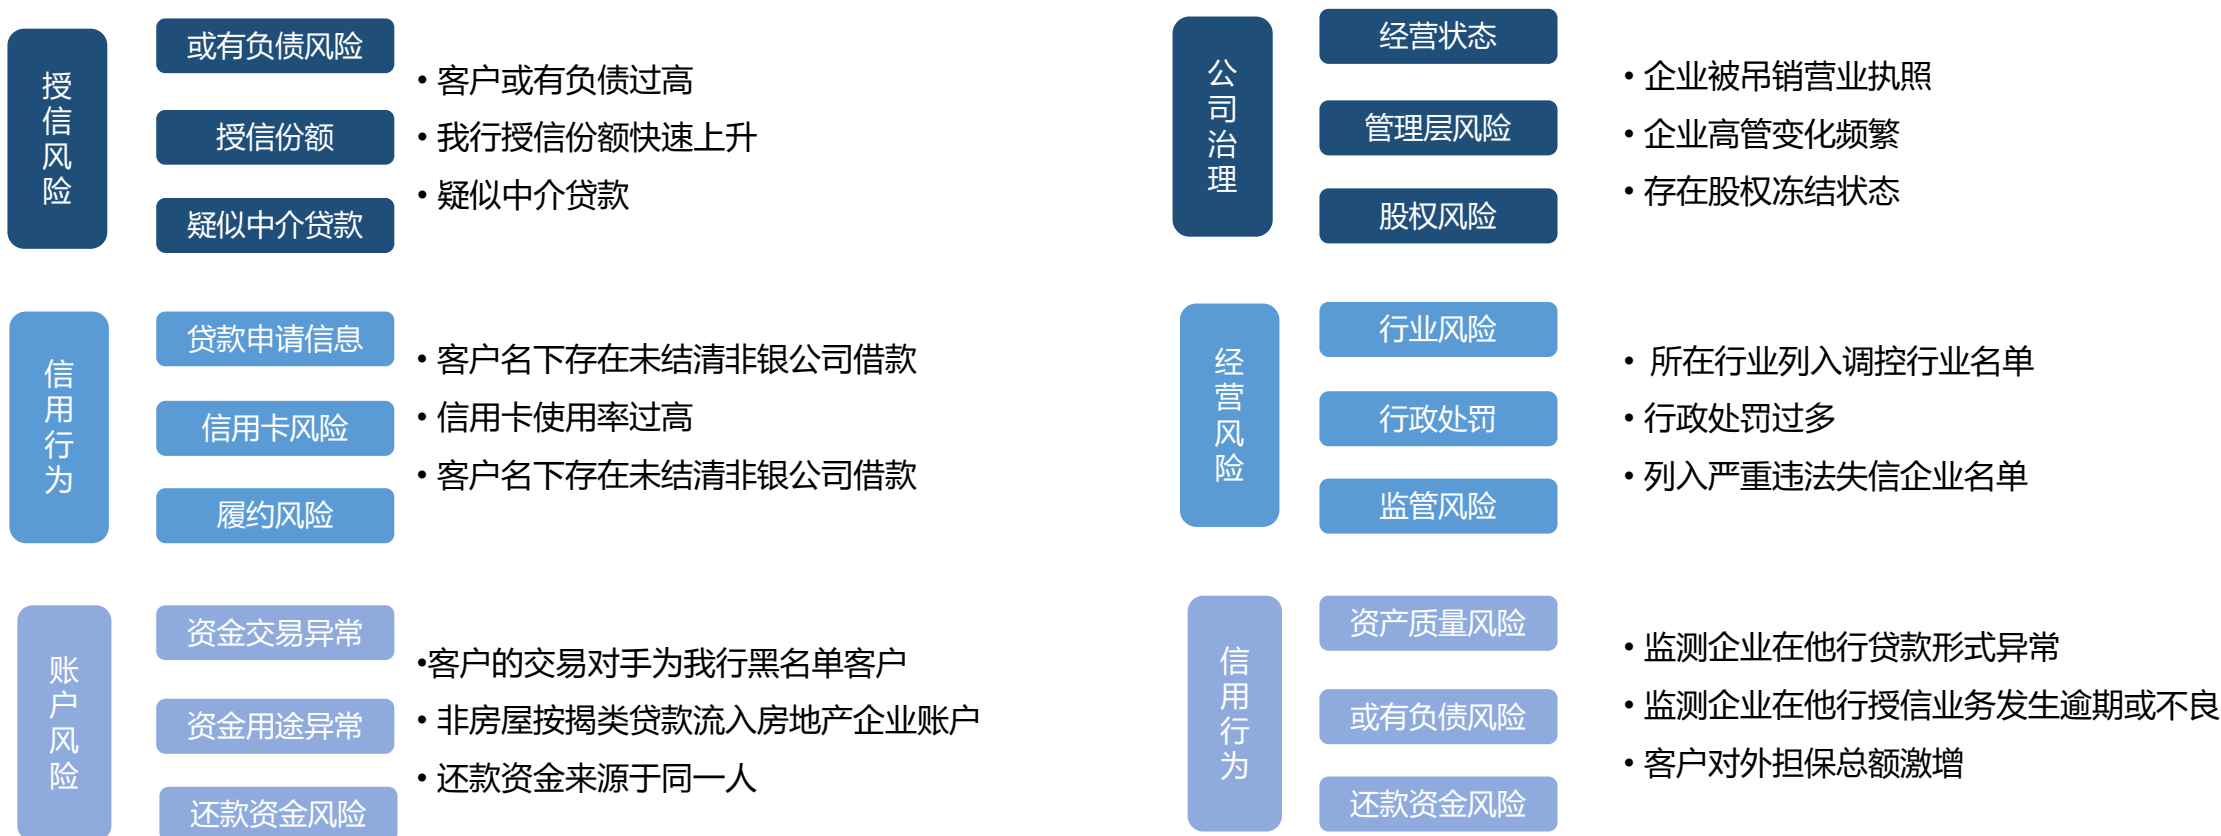 授信风险
或有负债风险
授信份额
疑似中介贷款
• 客户或有负债过高
• 我行授信份额快速上升
• 疑似中介贷款
信用行为
贷款申请信息
信用卡风险
履约风险
• 客户名下存在未结清非银公司借款
• 信用卡使用率过高
• 客户名下存在未结清非银公司借款
账户风险
资金交易异常
资金用途异常
还款资金风险
•客户的交易对手为我行黑名单客户
• 非房屋按揭类贷款流入房地产企业账户
• 还款资金来源于同一人
公司治理
经营状态
管理层风险
股权风险
• 企业被吊销营业执照
• 企业高管变化频繁
• 存在股权冻结状态
经营风险
行业风险
行政处罚
监管风险
• 所在行业列入调控行业名单
• 行政处罚过多
• 列入严重违法失信企业名单
信用行为
资产质量风险
或有负债风险
还款资金风险
• 监测企业在他行贷款形式异常
• 监测企业在他行授信业务发生逾期或不良
• 客户对外担保总额激增